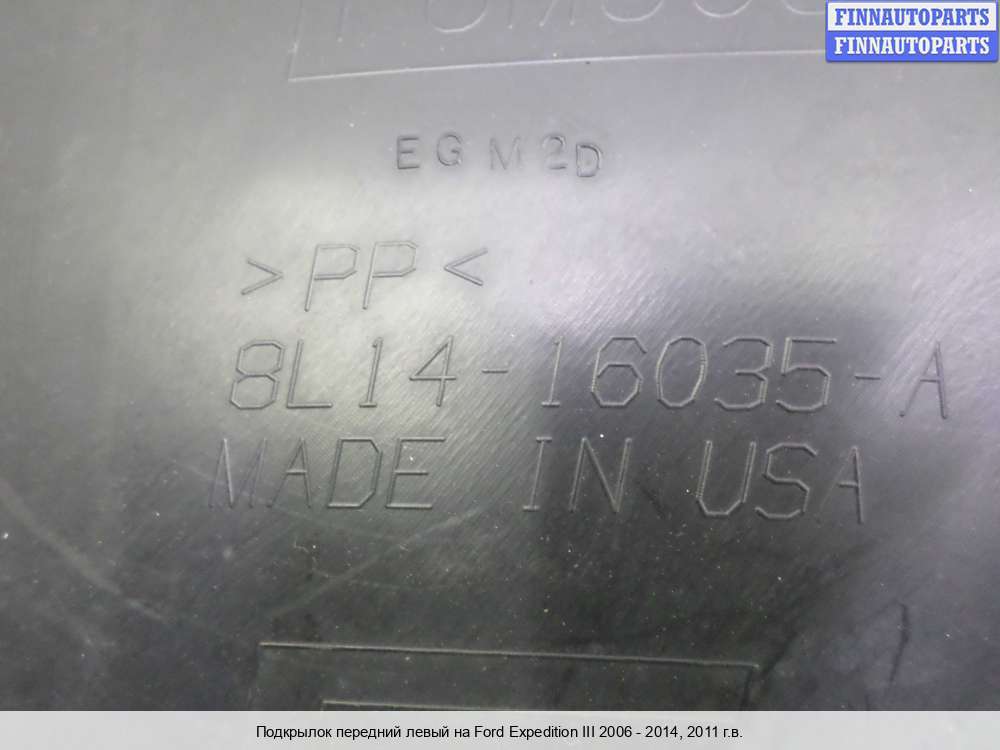 FINNAUTOPARTS
FINNAUTOPARTS
EGM2D
>PP<
8L14-16035-A
MADE IN USA
Подкрылок передний левый на Ford Expedition III 2006 - 2014, 2011 г.в.